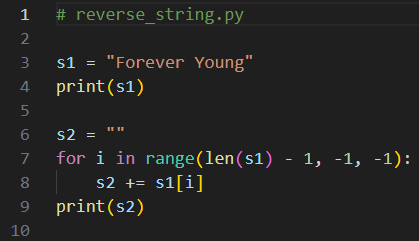 1 # reverse_string.py
2
3 s1 = "Forever Young"
4 print(s1)
5
6 s2 = ""
7 for i in range(len(s1) - 1, -1, -1):
8     s2 += s1[i]
9 print(s2)
10